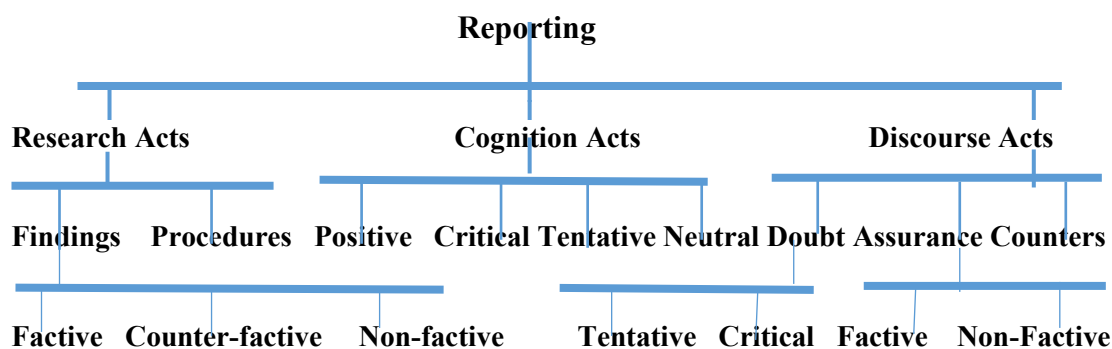 Reporting
Research Acts Cognition Acts Discourse Acts
Findings Procedures Positive Critical Tentative Neutral Doubt Assurance Counters
Factive Counter-factive Non-factive Tentative Critical Factive Non-Factive